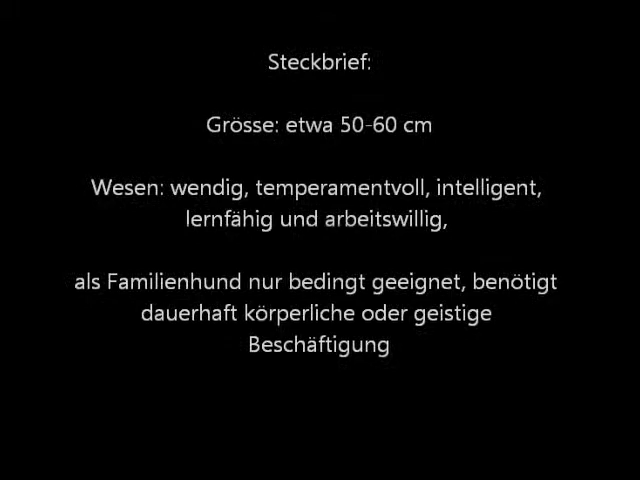 Steckbrief:
Grösse: etwa 50-60 cm
Wesen: wendig, temperamentvoll, intelligent,
lernfähig und arbeitswillig,
als Familienhund nur bedingt geeignet, benötigt
dauerhaft körperliche oder geistige
Beschäftigung